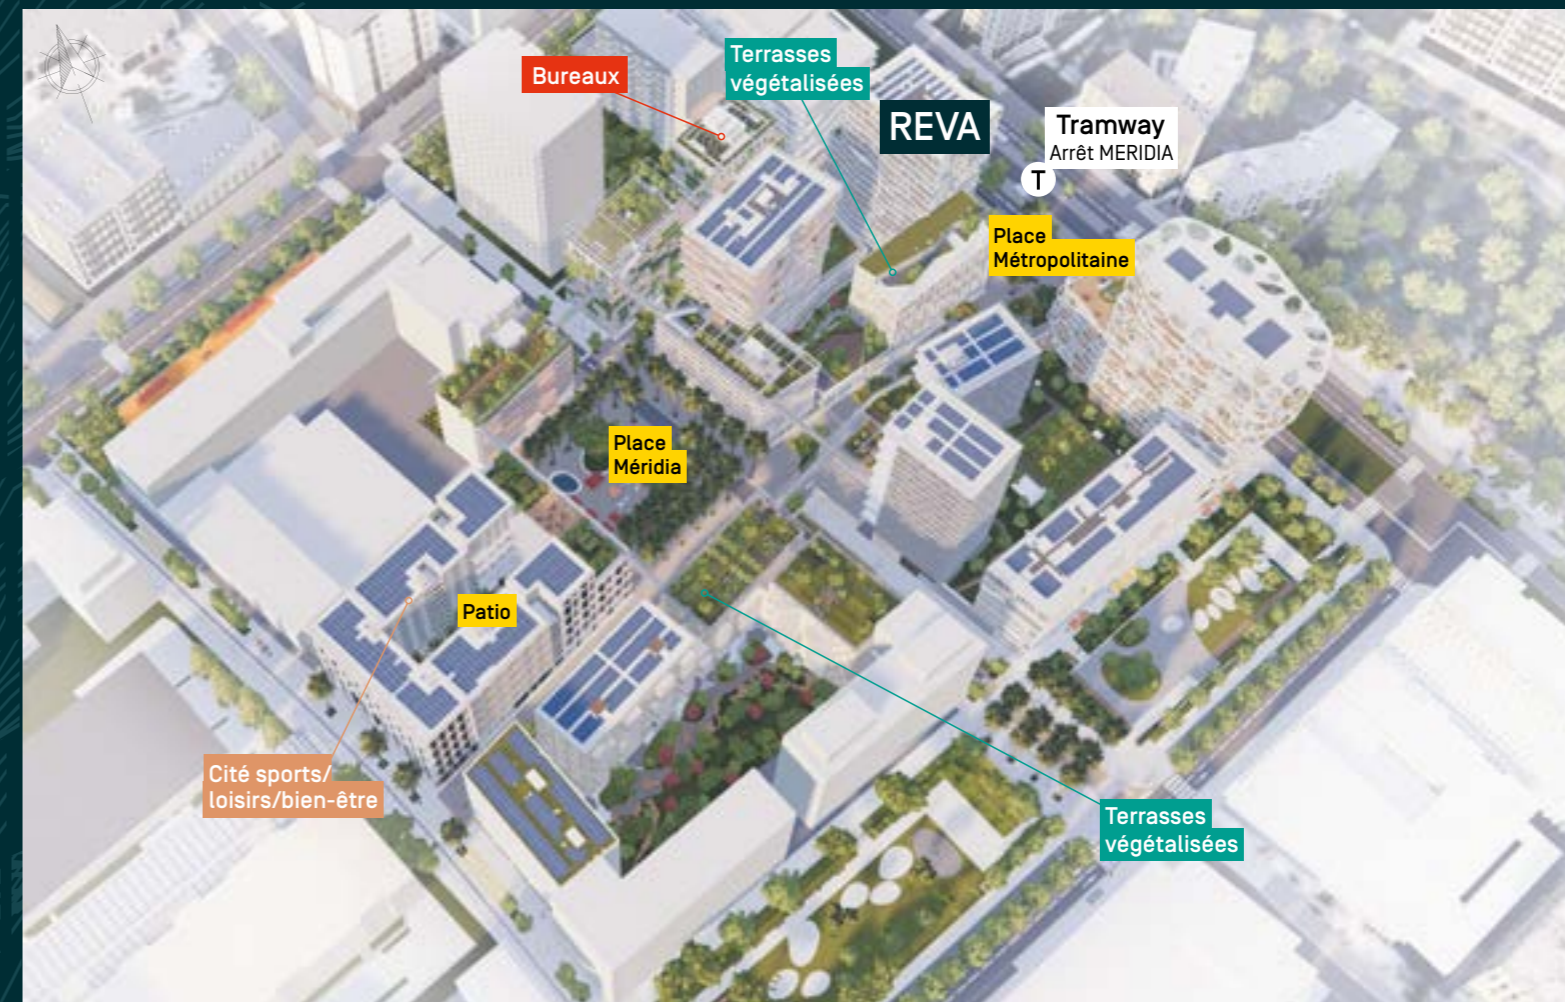 Bureaux
Terrasses
végétalisées
REVA
Tramway
Arrêt MERIDIA
T
Place
Métropolitaine
Place
Méridia
Patio
Cité sports/
loisirs/bien-être
Terrasses
végétalisées